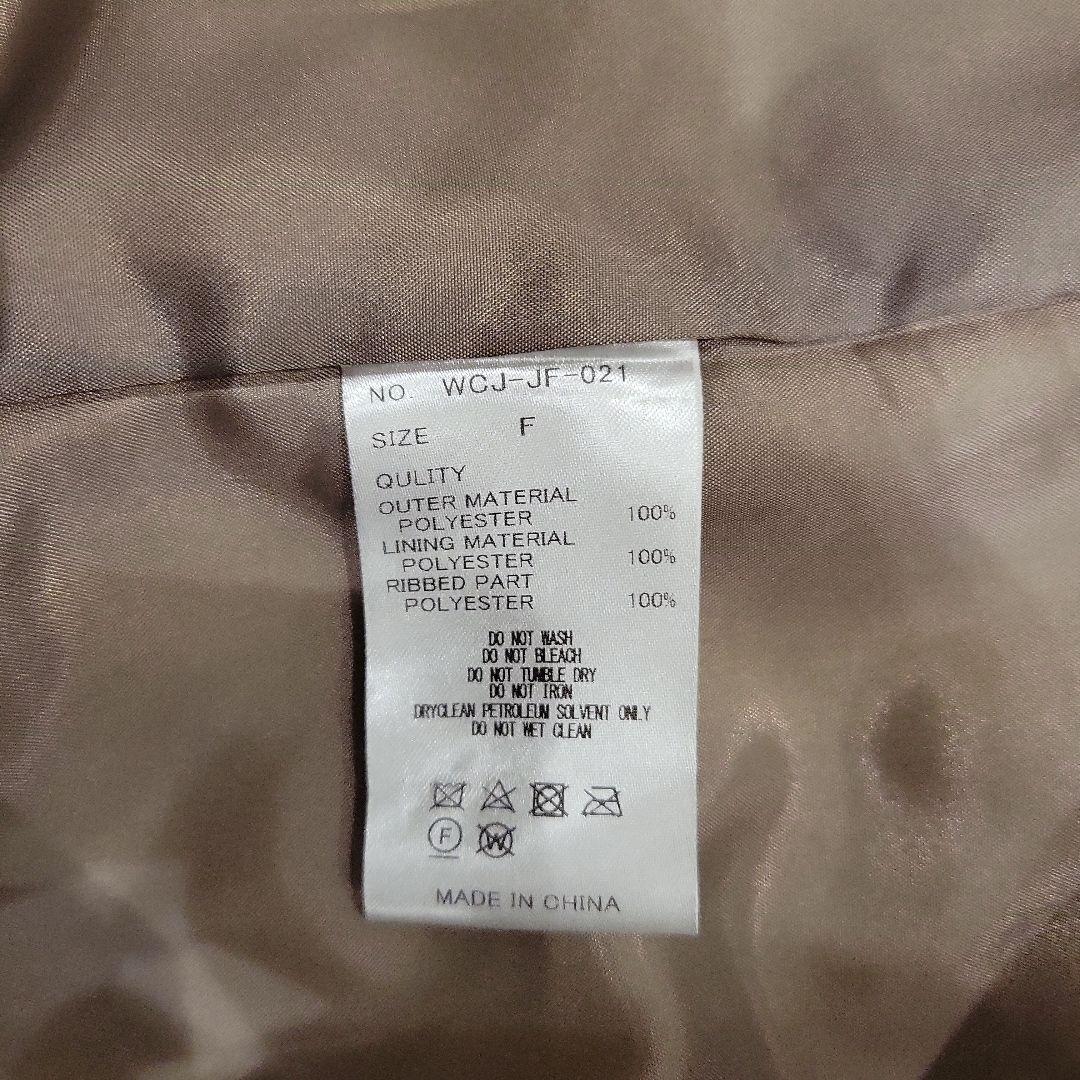 NO. WCJ-JF-021
SIZE F
QULITY
OUTER MATERIAL
POLYESTER 100%
LINING MATERIAL
POLYESTER 100%
RIBBED PART
POLYESTER 100%
DO NOT WASH
DO NOT BLEACH
DO NOT TUMBLE DRY
DO NOT IRON
DRYCLEAN PETROLEUM SOLVENT ONLY
DO NOT WET CLEAN
F W
MADE IN CHINA